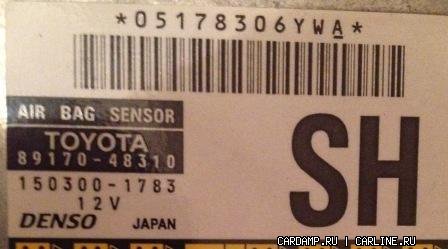 *05178306YWA*
AIR BAG SENSOR
TOYOTA
89170-48310
150300-1783
12V
DENSO JAPAN
SH
CARDAMP.RU | CARLINE.RU